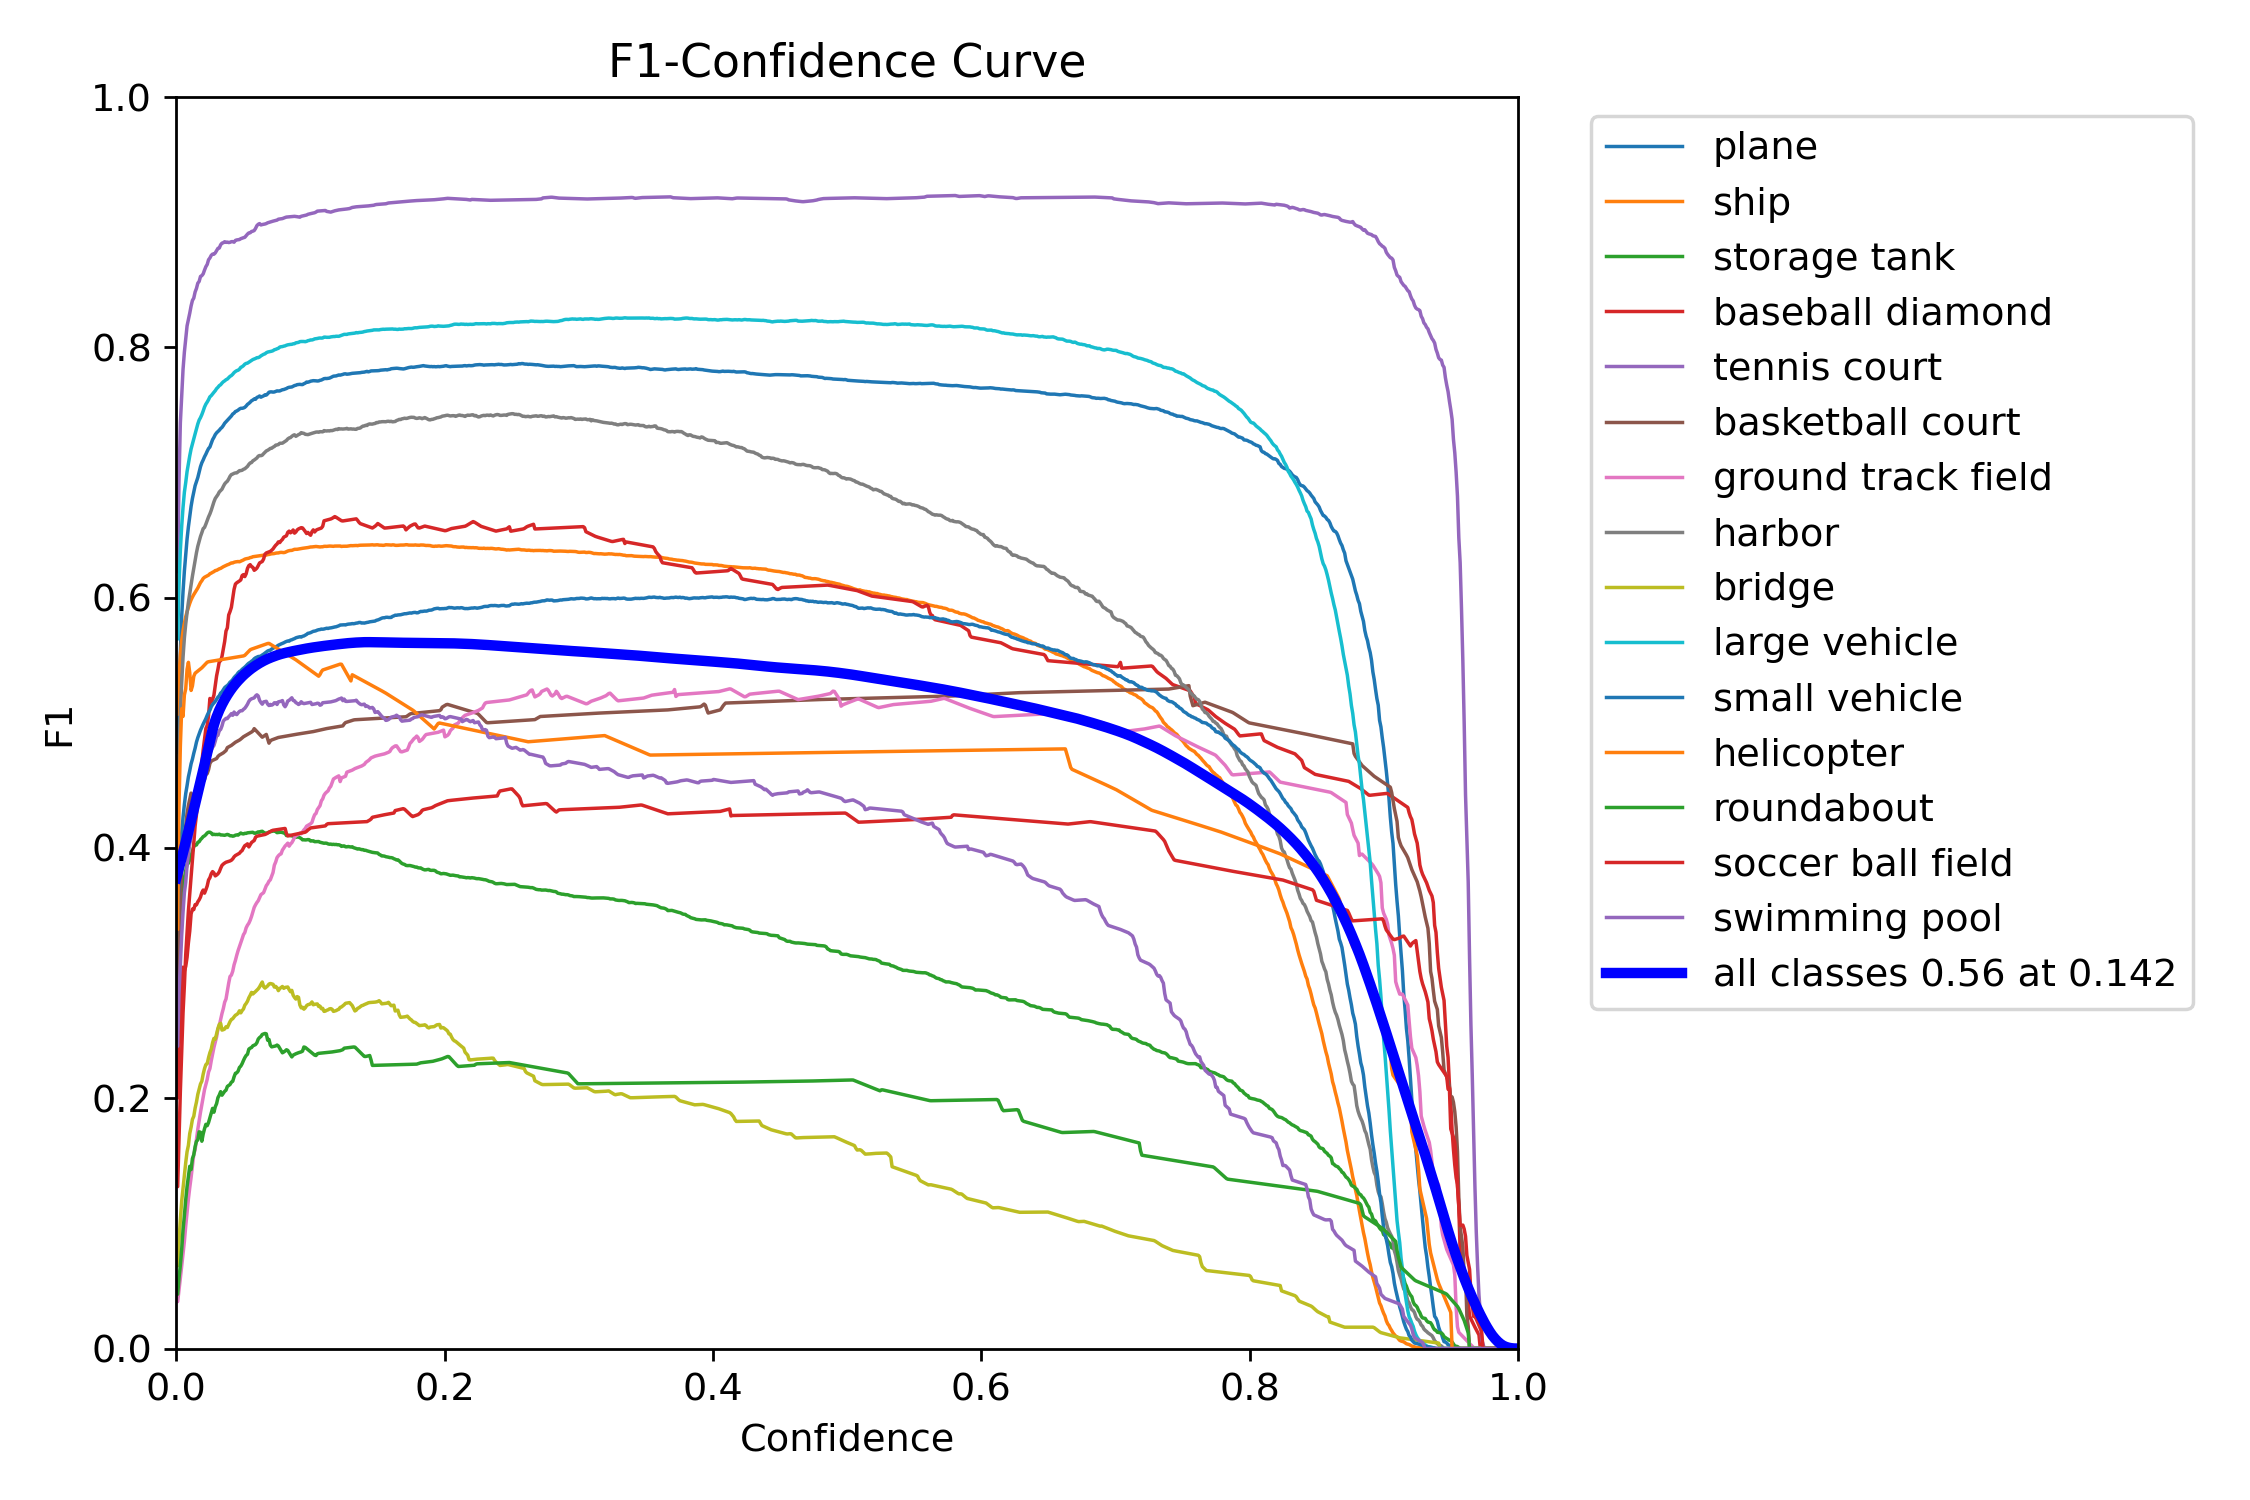 F1-Confidence Curve
1.0
0.8
0.6
0.4
0.2
0.0
F1
0.0 0.2 0.4 0.6 0.8 1.0
Confidence
plane
ship
storage tank
baseball diamond
tennis court
basketball court
ground track field
harbor
bridge
large vehicle
small vehicle
helicopter
roundabout
soccer ball field
swimming pool
all classes 0.56 at 0.142